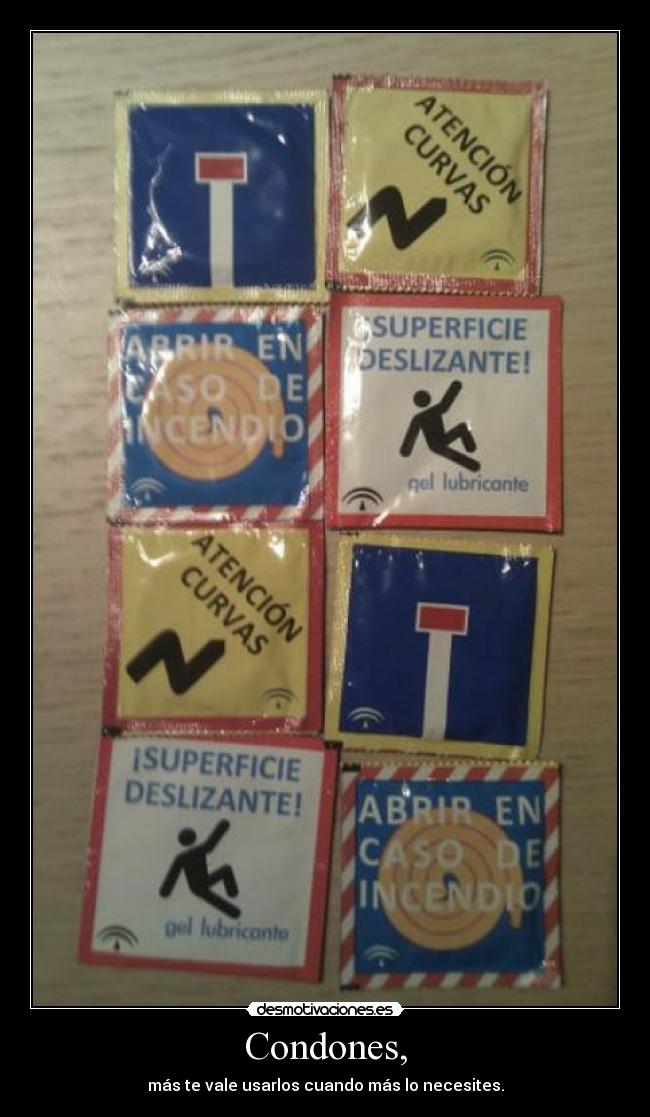 ATENCIÓN
CURVAS
ABRIR EN
CASO DE
INCENDIO
¡SUPERFICIE
DESLIZANTE!
gel lubricante
ATENCIÓN
CURVAS
¡SUPERFICIE
DESLIZANTE!
gel lubricante
ABRIR EN
CASO DE
INCENDIO
desmotivaciones.es
Condones,
más te vale usarlos cuando más lo necesites.